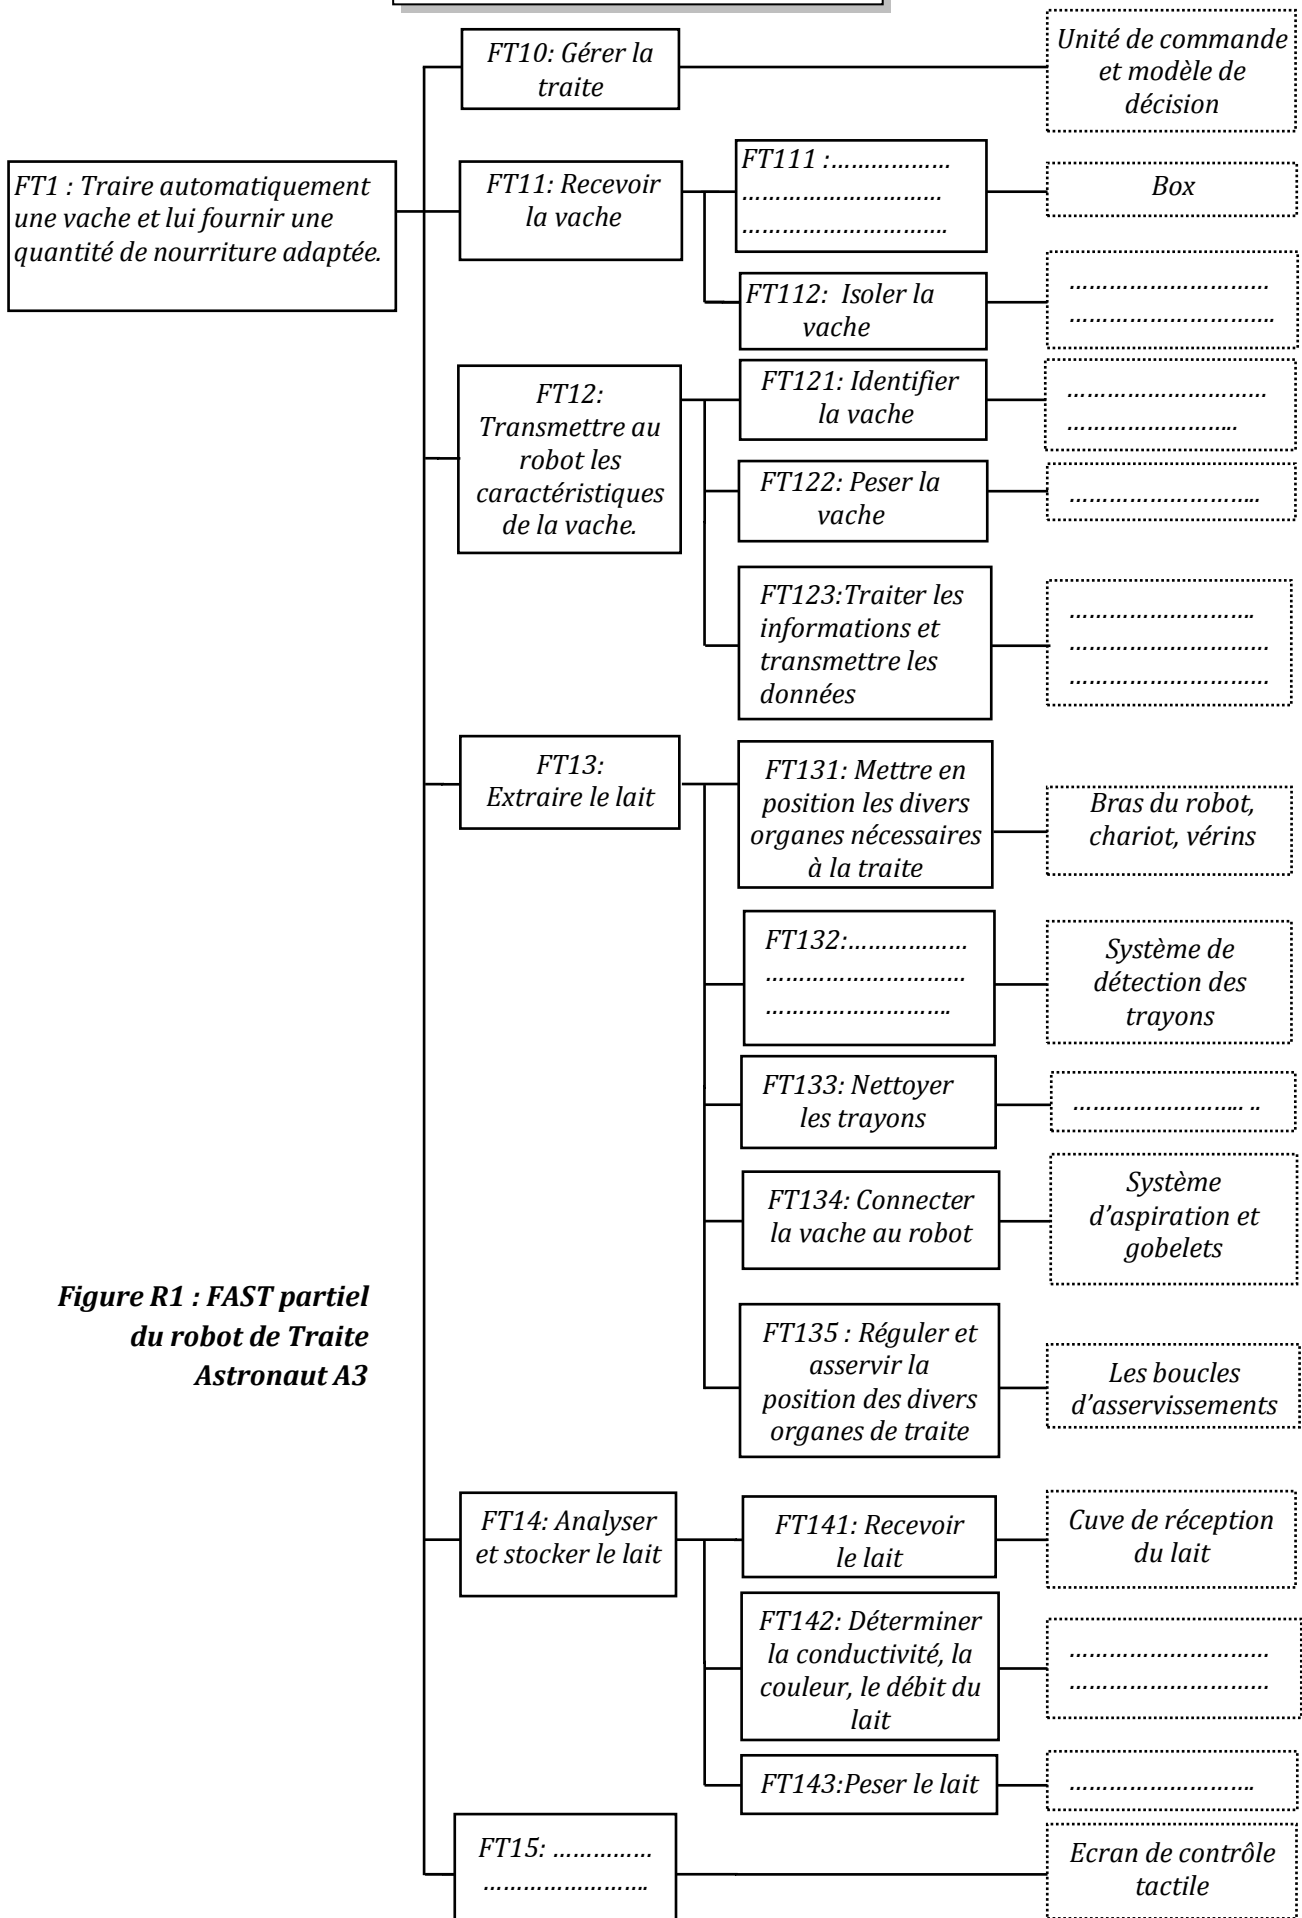 FT10: Gérer la
traite
Unité de commande
et modèle de
décision
FT1 : Traire automatiquement
une vache et lui fournir une
quantité de nourriture adaptée.
FT11: Recevoir
la vache
FT111 :………………
…………………………
………………………….
Box
FT112:  Isoler la
vache
…………………………
………………………….
FT12:
Transmettre au
robot les
caractéristiques
de la vache.
FT121: Identifier
la vache
…………………………
……………………..
FT122: Peser la
vache
………………………..
FT123:Traiter les
informations et
transmettre les
données
……………………….
…………………………
…………………………
FT13:
Extraire le lait
FT131: Mettre en
position les divers
organes nécessaires
à la traite
Bras du robot,
chariot, vérins
FT132:………………
…………………………
……………………….
Système de
détection des
trayons
FT133: Nettoyer
les trayons
…………………….. ..
FT134: Connecter
la vache au robot
Système
d’aspiration et
gobelets
Figure R1 : FAST partiel
du robot de Traite
Astronaut A3
FT135 : Réguler et
asservir la
position des divers
organes de traite
Les boucles
d’asservissements
FT14: Analyser
et stocker le lait
FT141: Recevoir
le lait
Cuve de réception
du lait
FT142: Déterminer
la conductivité, la
couleur, le débit du
lait
…………………………
…………………………
FT143:Peser le lait
……………………….
FT15: ……………
…………………….
Ecran de contrôle
tactile